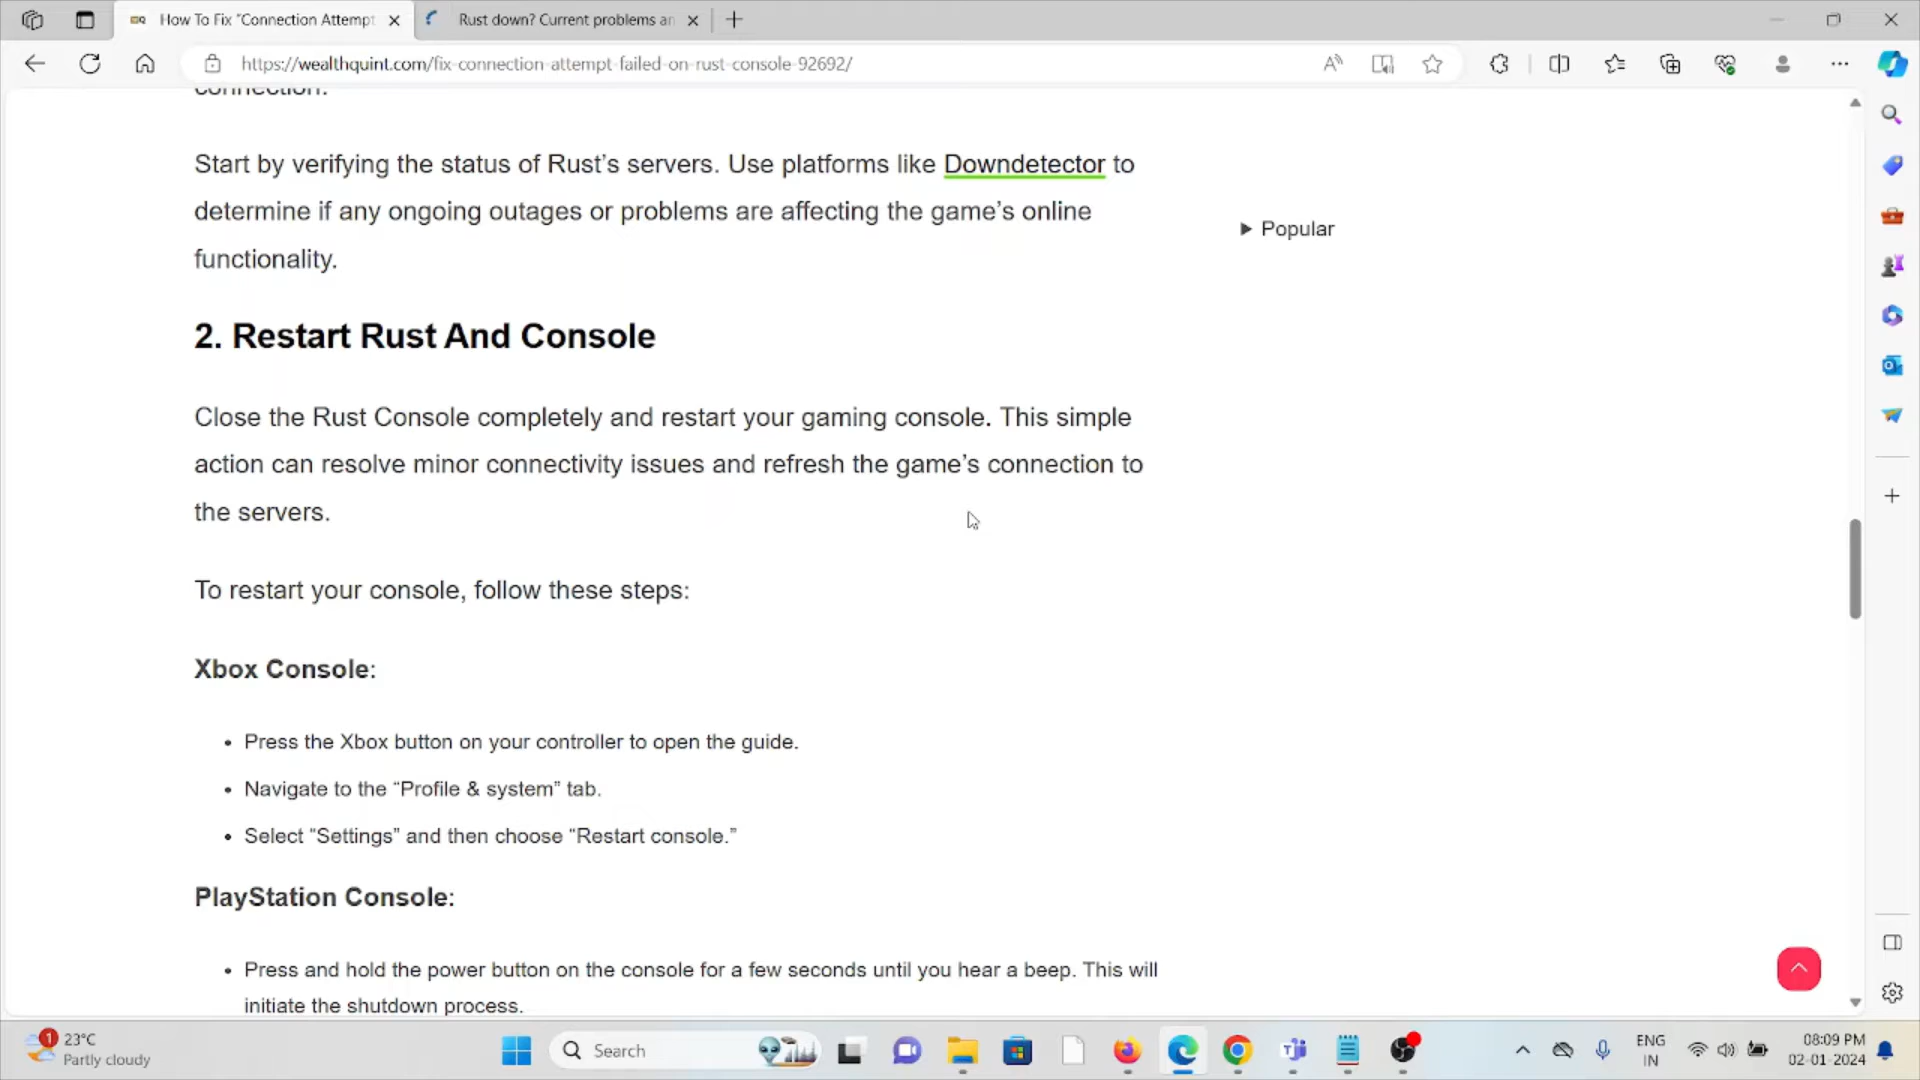 How To Fix "Connection Attempt
Rust down? Current problems an
https://wealthquint.com/fix-connection-attempt-failed-on-rust-console-92692/
connection.
Start by verifying the status of Rust’s servers. Use platforms like Downdetector to
determine if any ongoing outages or problems are affecting the game’s online
functionality.
Popular
2. Restart Rust And Console
Close the Rust Console completely and restart your gaming console. This simple
action can resolve minor connectivity issues and refresh the game’s connection to
the servers.
To restart your console, follow these steps:
Xbox Console:
• Press the Xbox button on your controller to open the guide.
• Navigate to the “Profile & system” tab.
• Select “Settings” and then choose “Restart console.”
PlayStation Console:
• Press and hold the power button on the console for a few seconds until you hear a beep. This will
initiate the shutdown process.
1
23°C
Partly cloudy
Search
ENG
IN
08:09 PM
02-01-2024